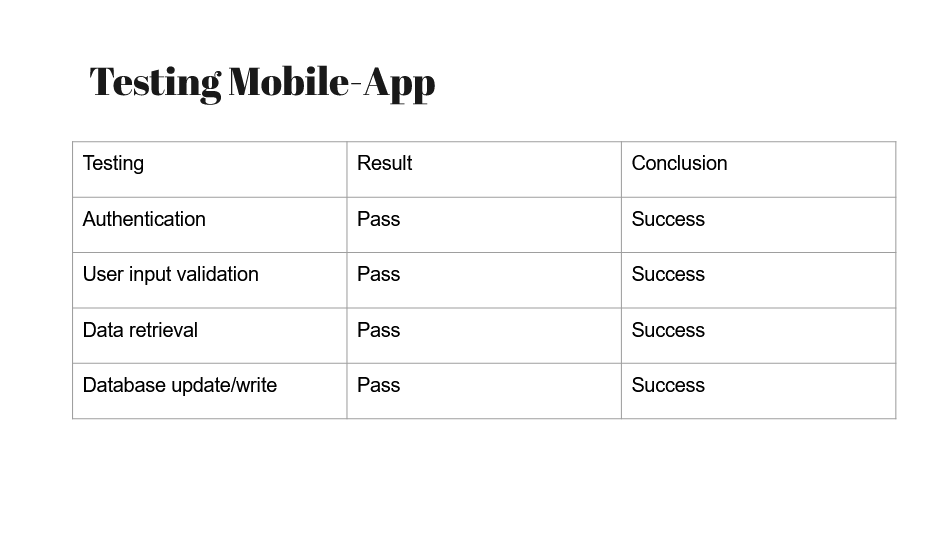 Testing Mobile-App
Testing Result Conclusion
Authentication Pass Success
User input validation Pass Success
Data retrieval Pass Success
Database update/write Pass Success